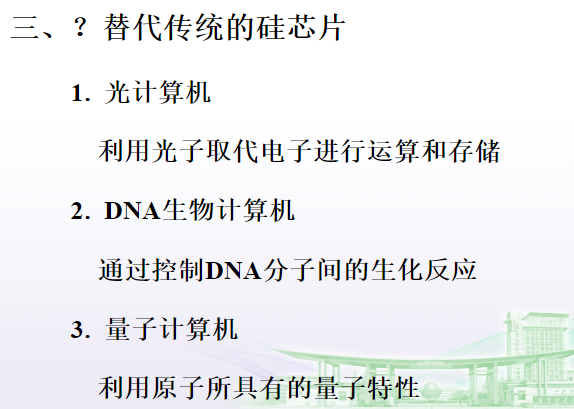 三、？替代传统的硅芯片
1. 光计算机
利用光子取代电子进行运算和存储
2. DNA生物计算机
通过控制DNA分子间的生化反应
3. 量子计算机
利用原子所具有的量子特性